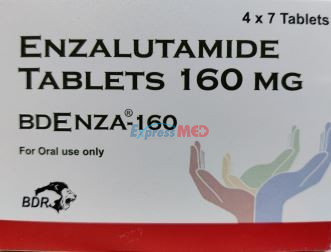 4 x 7 Tablets
ENZALUTAMIDE
TABLETS 160 MG
BDENZA®-160
ExpressMED
For Oral use only
BDR